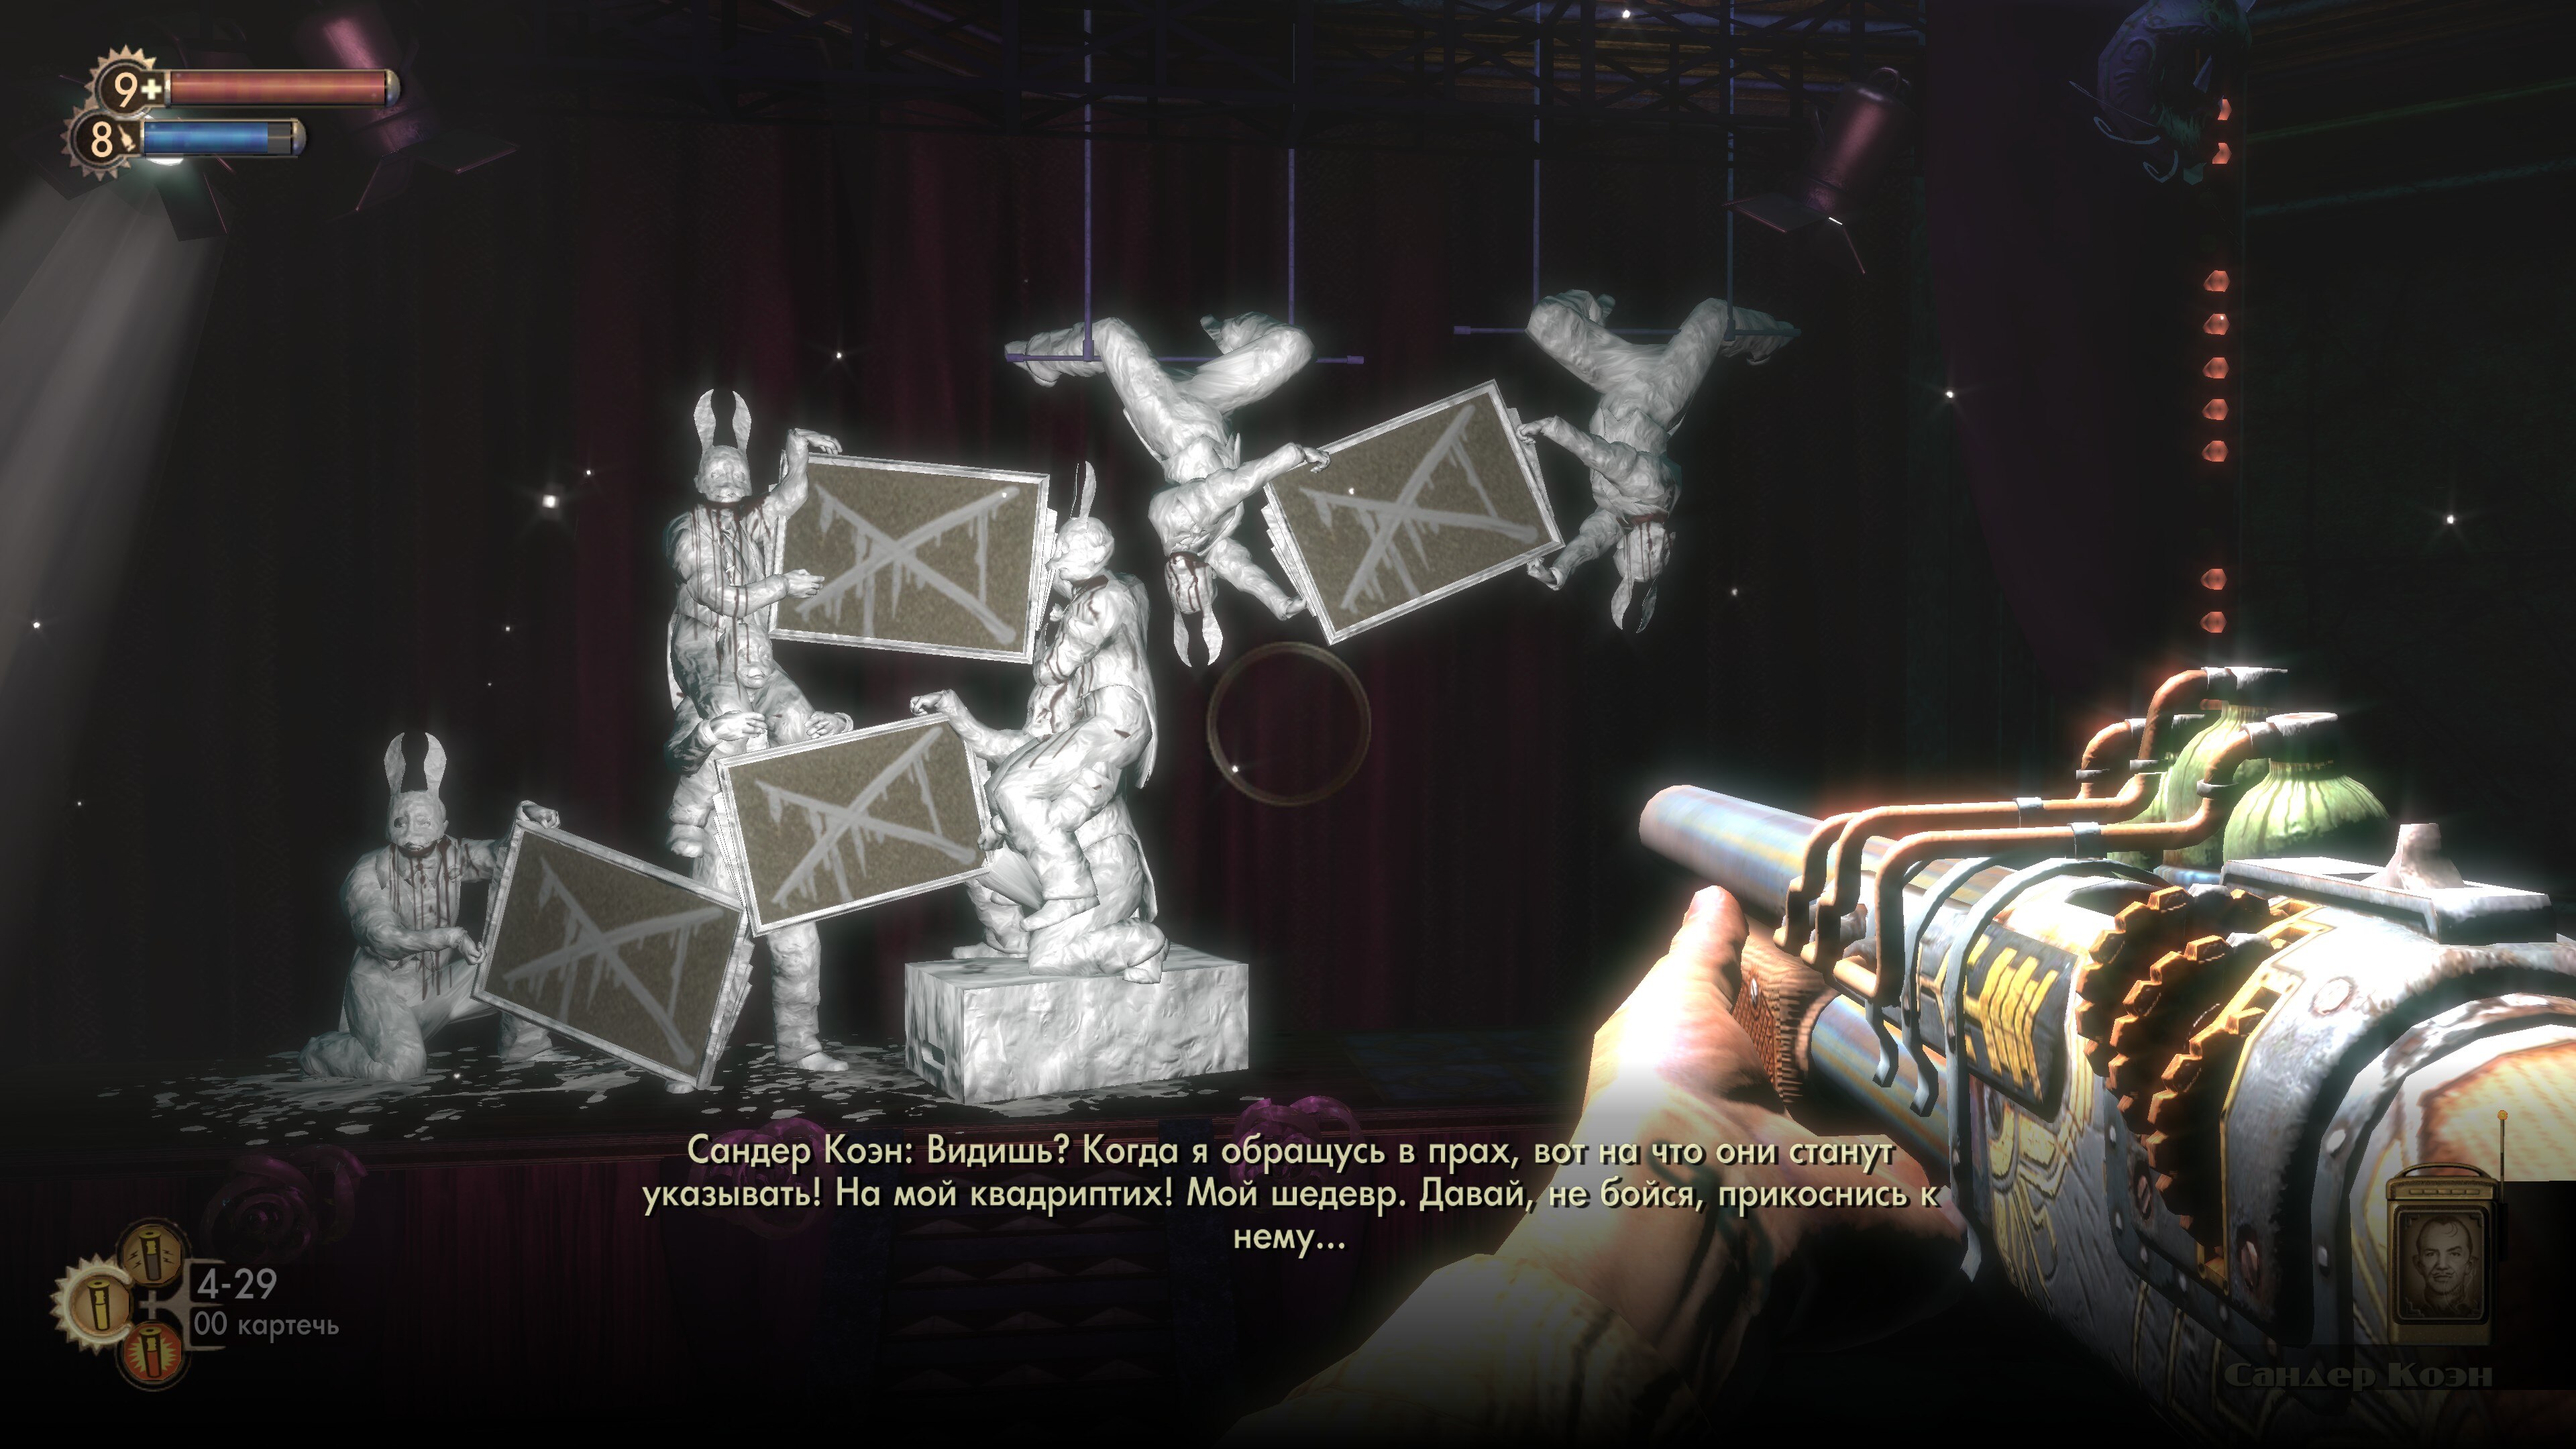 9
8
Сандер Коэн: Видишь? Когда я обращусь в прах, вот на что они станут
указывать! На мой квадриптих! Мой шедевр. Давай, не бойся, прикоснись к
нему...
4-29
00 картечь
Сандер Коэн